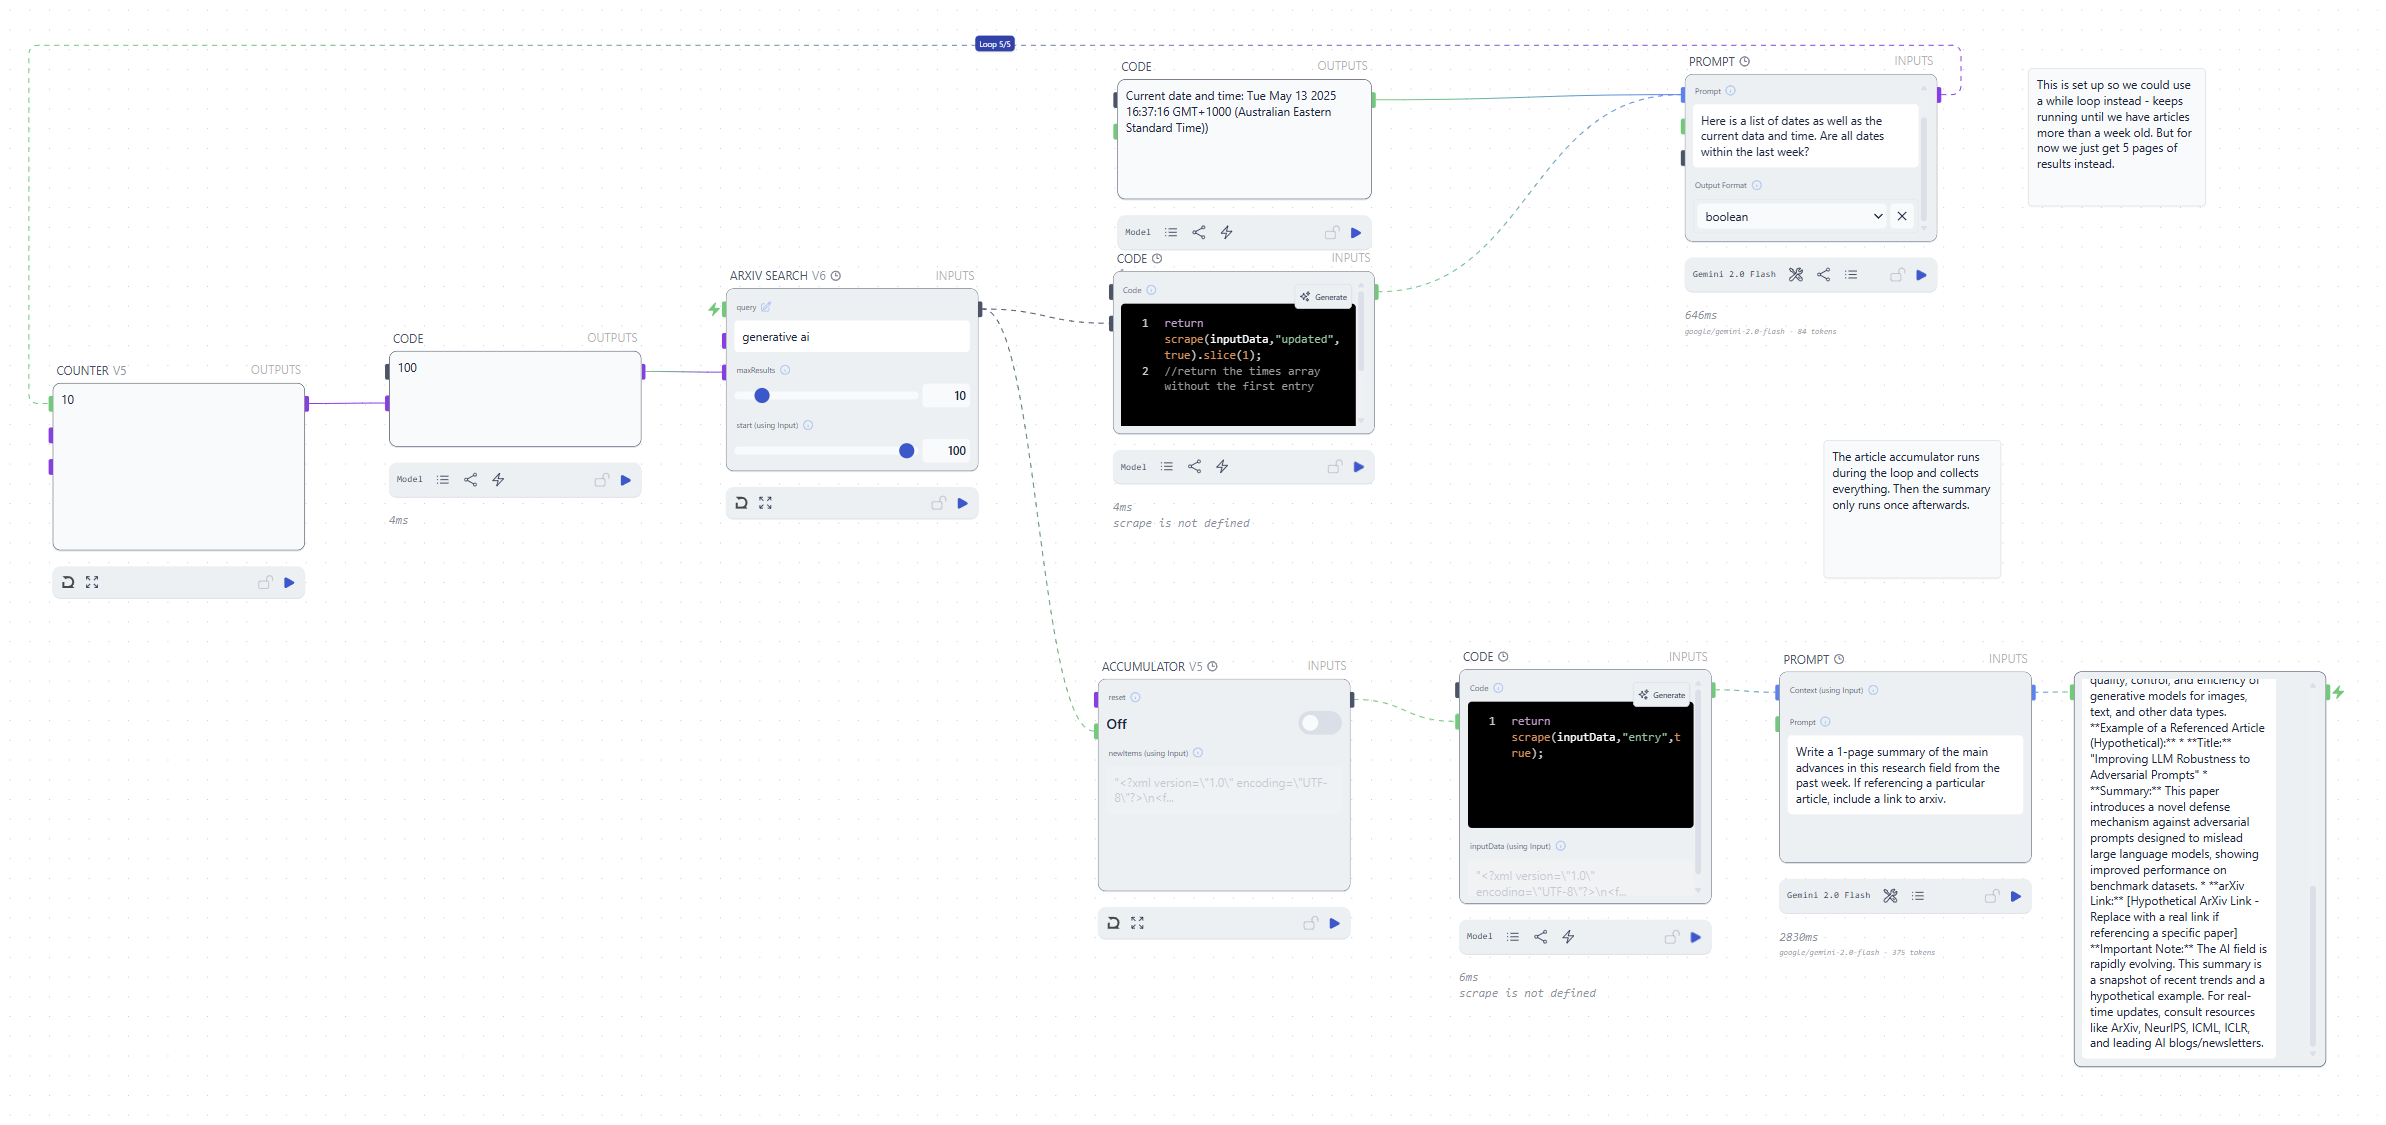 Loop 5/5
CODE
OUTPUTS
Current date and time: Tue May 13 2025
16:37:16 GMT+1000 (Australian Eastern
Standard Time))
Model
PROMPT
INPUTS
Prompt
Here is a list of dates as well as the
current data and time. Are all dates
within the last week?
Output Format
boolean
Gemini 2.0 Flash
646ms
google/gemini-2.0-flash - 84 tokens
This is set up so we could use
a while loop instead - keeps
running until we have articles
more than a week old. But for
now we just get 5 pages of
results instead.
COUNTER V5
OUTPUTS
10
CODE
OUTPUTS
100
Model
4ms
ARXIV SEARCH V6
INPUTS
query
generative ai
maxResults
10
start (using Input)
100
CODE
INPUTS
Code
Generate
1 return
scrape(inputData,"updated",
true).slice(1);
2 //return the times array
without the first entry
Model
4ms
scrape is not defined
The article accumulator runs
during the loop and collects
everything. Then the summary
only runs once afterwards.
ACCUMULATOR V5
INPUTS
reset
Off
newItems (using Input)
"<?xml version=\"1.0\" encoding=\"UTF-
8\"?>\n<f...
CODE
INPUTS
Code
Generate
1 return
scrape(inputData,"entry",t
rue);
inputData (using Input)
"<?xml version=\"1.0\"
encoding=\"UTF-8\"?>\n<f...
Model
6ms
scrape is not defined
PROMPT
INPUTS
Context (using Input)
Prompt
Write a 1-page summary of the main
advances in this research field from the
past week. If referencing a particular
article, include a link to arxiv.
Gemini 2.0 Flash
2830ms
google/gemini-2.0-flash - 375 tokens
quality, control, and efficiency of
generative models for images,
text, and other data types.
**Example of a Referenced Article
(Hypothetical):** * **Title:**
"Improving LLM Robustness to
Adversarial Prompts" *
**Summary:** This paper
introduces a novel defense
mechanism against adversarial
prompts designed to mislead
large language models, showing
improved performance on
benchmark datasets. * **arXiv
Link:** [Hypothetical ArXiv Link -
Replace with a real link if
referencing a specific paper]
**Important Note:** The AI field is
rapidly evolving. This summary is
a snapshot of recent trends and a
hypothetical example. For real-
time updates, consult resources
like ArXiv, NeurIPS, ICML, ICLR,
and leading AI blogs/newsletters.